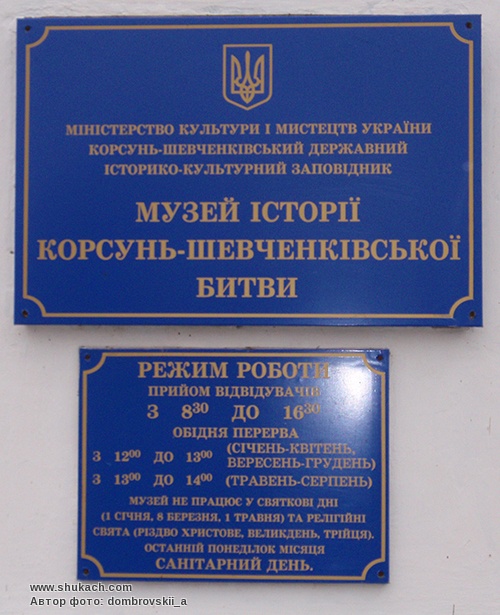 МІНІСТЕРСТВО КУЛЬТУРИ І МИСТЕЦТВ УКРАЇНИ
КОРСУНЬ-ШЕВЧЕНКІВСЬКИЙ ДЕРЖАВНИЙ
ІСТОРИКО-КУЛЬТУРНИЙ ЗАПОВІДНИК
МУЗЕЙ ІСТОРІЇ
КОРСУНЬ-ШЕВЧЕНКІВСЬКОЇ
БИТВИ
РЕЖИМ РОБОТИ
ПРИЙОМ ВІДВІДУВАЧІВ
З 8³⁰ ДО 16³⁰
ОБІДНЯ ПЕРЕРВА
З 12⁰⁰ ДО 13⁰⁰ (СІЧЕНЬ-КВІТЕНЬ,
ВЕРЕСЕНЬ-ГРУДЕНЬ)
З 13⁰⁰ ДО 14⁰⁰ (ТРАВЕНЬ-СЕРПЕНЬ)
МУЗЕЙ НЕ ПРАЦЮЄ У СВЯТКОВІ ДНІ
(1 СІЧНЯ, 8 БЕРЕЗНЯ, 1 ТРАВНЯ) ТА РЕЛІГІЙНІ
СВЯТА (РІЗДВО ХРИСТОВЕ, ВЕЛИКДЕНЬ, ТРІЙЦЯ).
ОСТАННІЙ ПОНЕДІЛОК МІСЯЦЯ
САНІТАРНИЙ ДЕНЬ.
www.shukach.com
Автор фото: dombrovskii_a